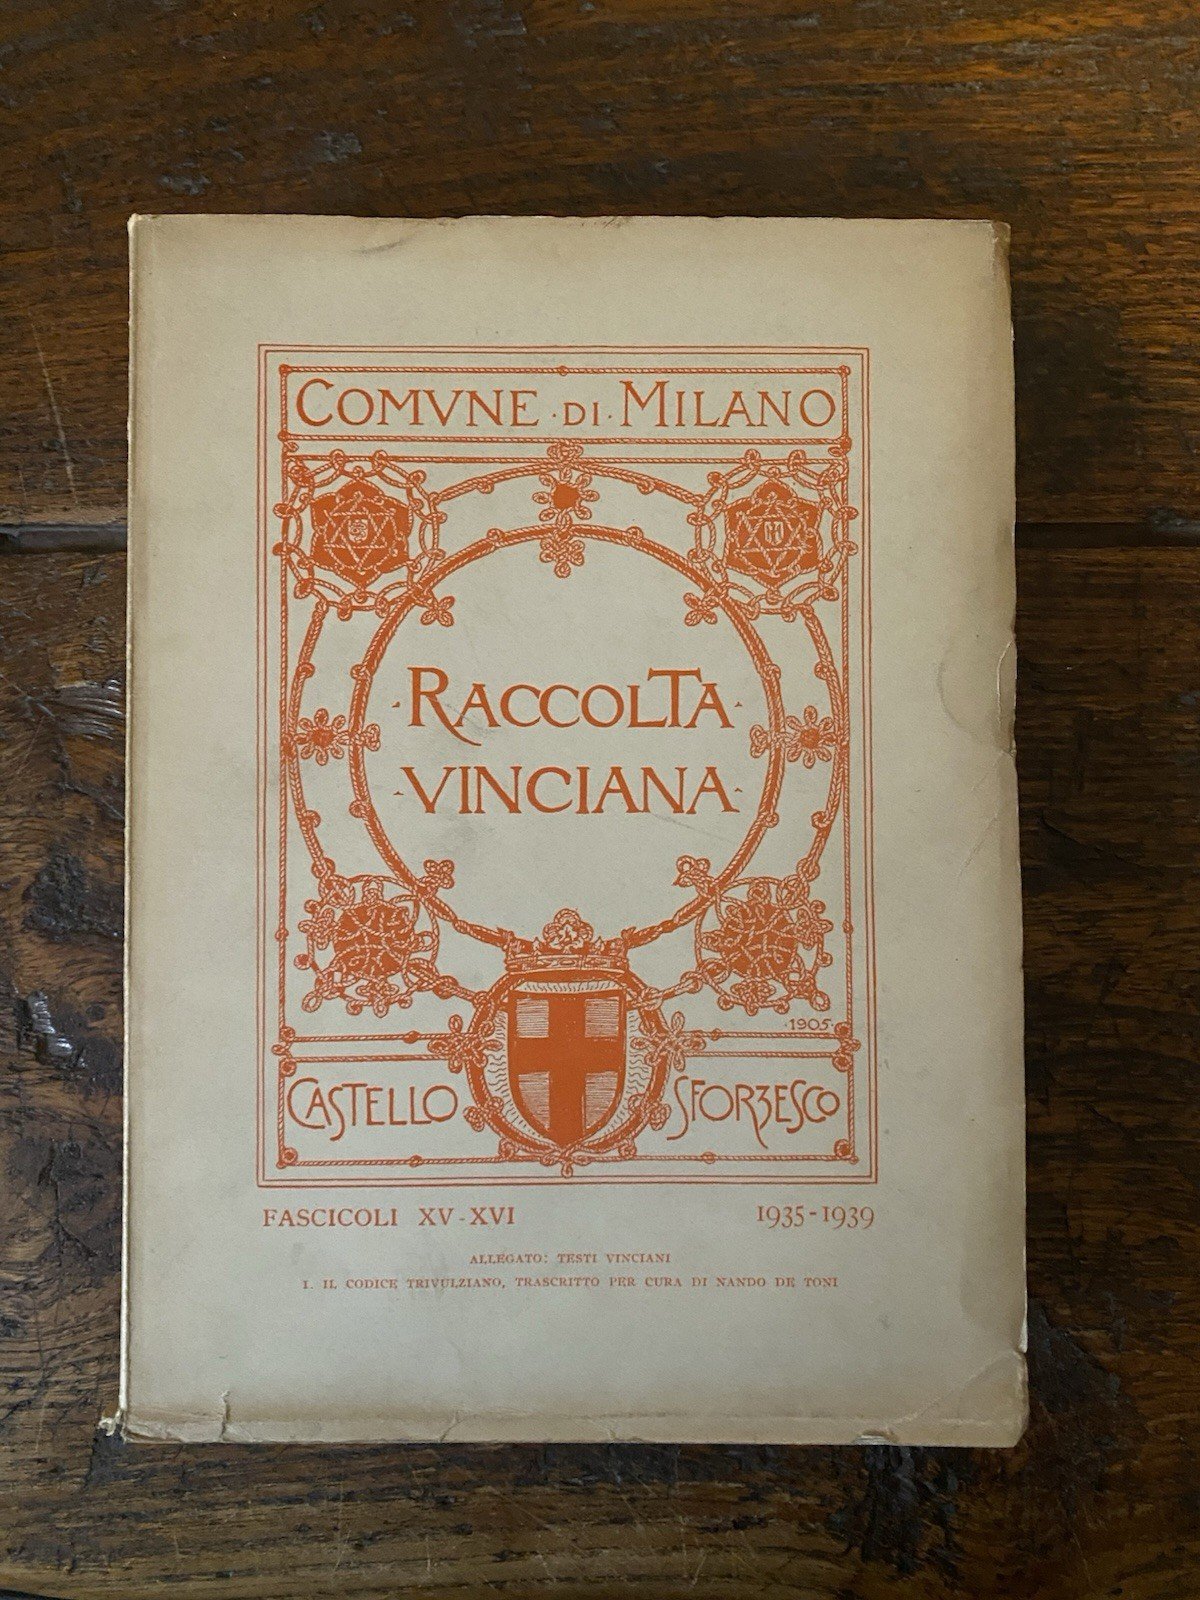 COMVNE · DI · MILANO
· RACCOLTA ·
· VINCIANA ·
· 1905 ·
CASTELLO SFORZESCO
FASCICOLI XV - XVI 1935 - 1939
ALLEGATO: TESTI VINCIANI
I. IL CODICE TRIVULZIANO, TRASCRITTO PER CURA DI NANDO DE TONI